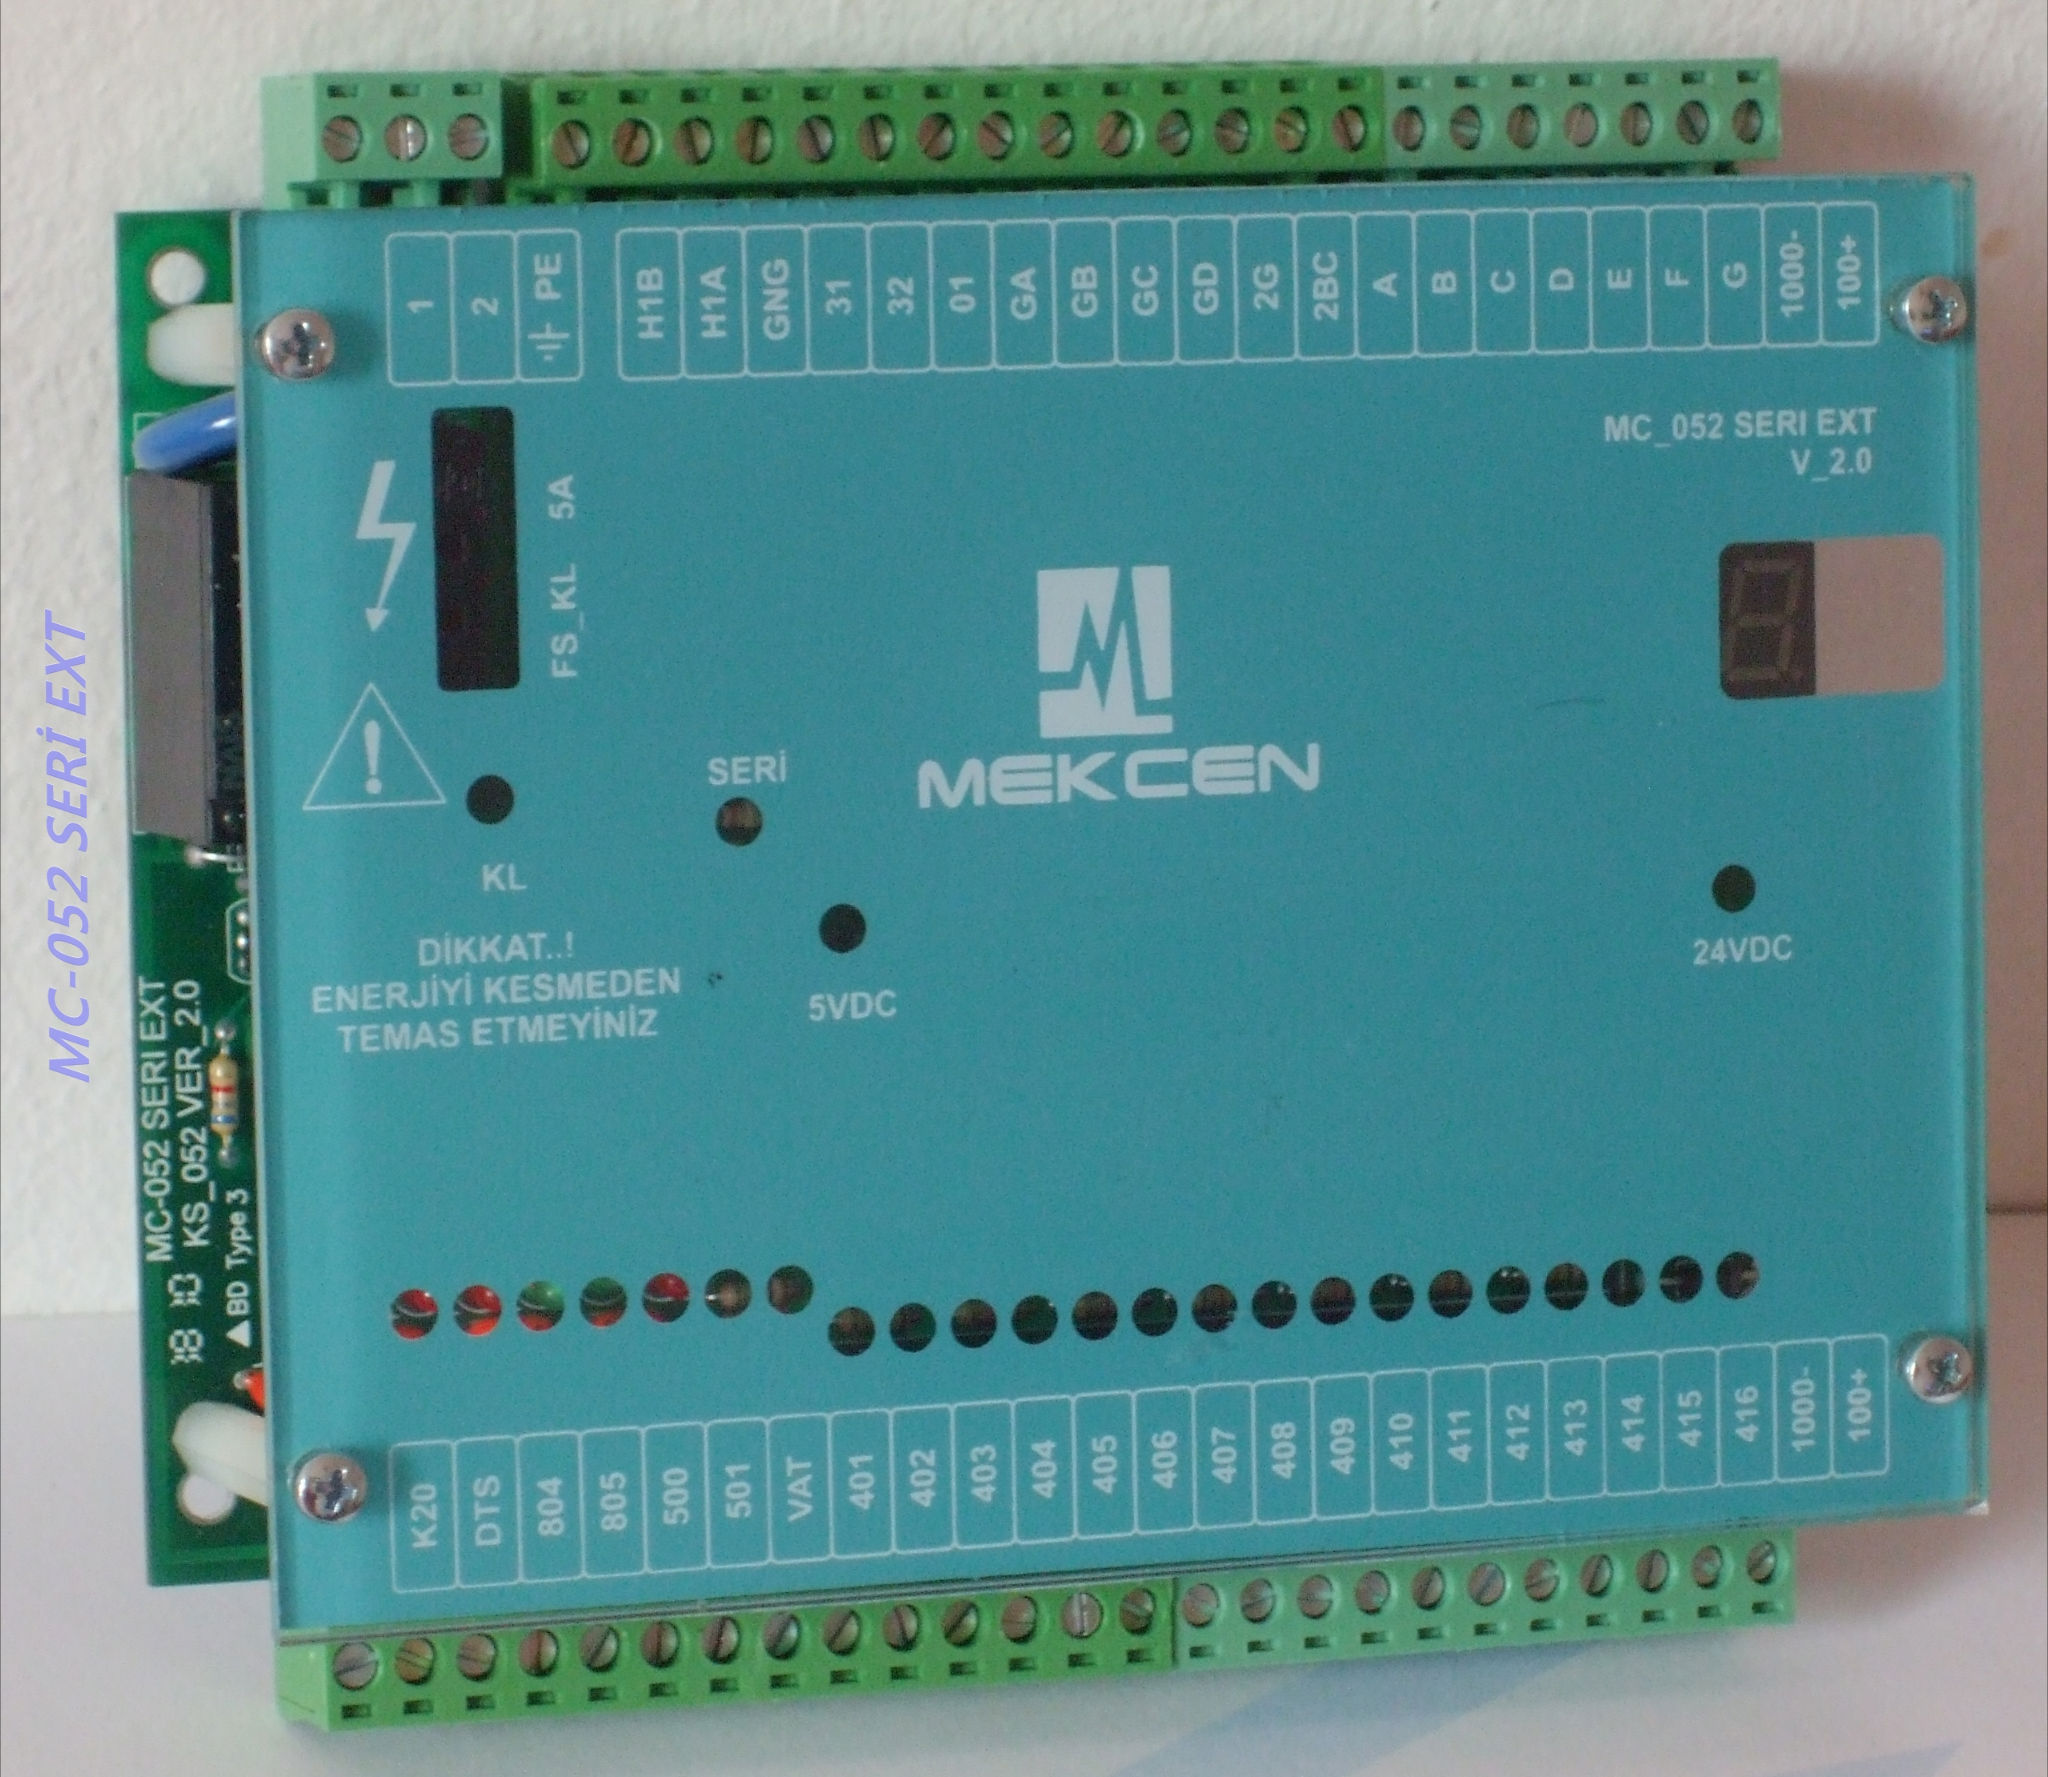 1
2
PE
H1B
H1A
GNG
31
32
01
GA
GB
GC
GD
2G
2BC
A
B
C
D
E
F
G
1000-
100+
MC_052 SERI EXT
V_2.0
FS_KL 5A
MEKCEN
SERİ
KL
5VDC
24VDC
DİKKAT..!
ENERJİYİ KESMEDEN
TEMAS ETMEYİNİZ
MC-052 SERİ EXT
MC-052 SERI EXT
KS_052 VER_2.0
BD Type 3
K20
DTS
804
805
500
501
VAT
401
402
403
404
405
406
407
408
409
410
411
412
413
414
415
416
1000-
100+